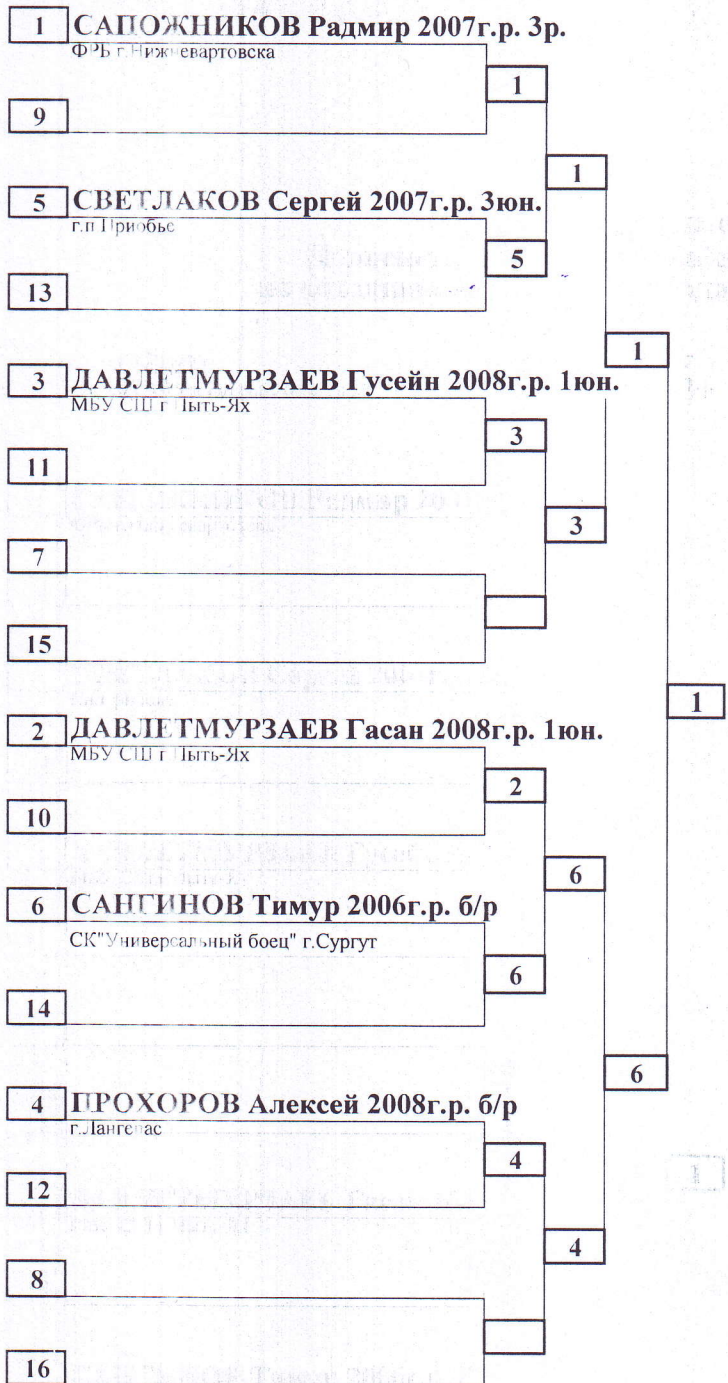 1 САПОЖНИКОВ Радмир 2007г.р. 3р.
ФРБ г.Нижневартовска
1
9
1
5 СВЕТЛАКОВ Сергей 2007г.р. 3юн.
г.п Приобье
5
13
1
3 ДАВЛЕТМУРЗАЕВ Гусейн 2008г.р. 1юн.
МБУ СШ г Пыть-Ях
3
11
3
7
15
1
2 ДАВЛЕТМУРЗАЕВ Гасан 2008г.р. 1юн.
МБУ СШ г Пыть-Ях
2
10
6
6 САНГИНОВ Тимур 2006г.р. б/р
СК"Универсальный боец" г.Сургут
6
14
6
4 ПРОХОРОВ Алексей 2008г.р. б/р
г.Лангепас
4
12
4
8
16